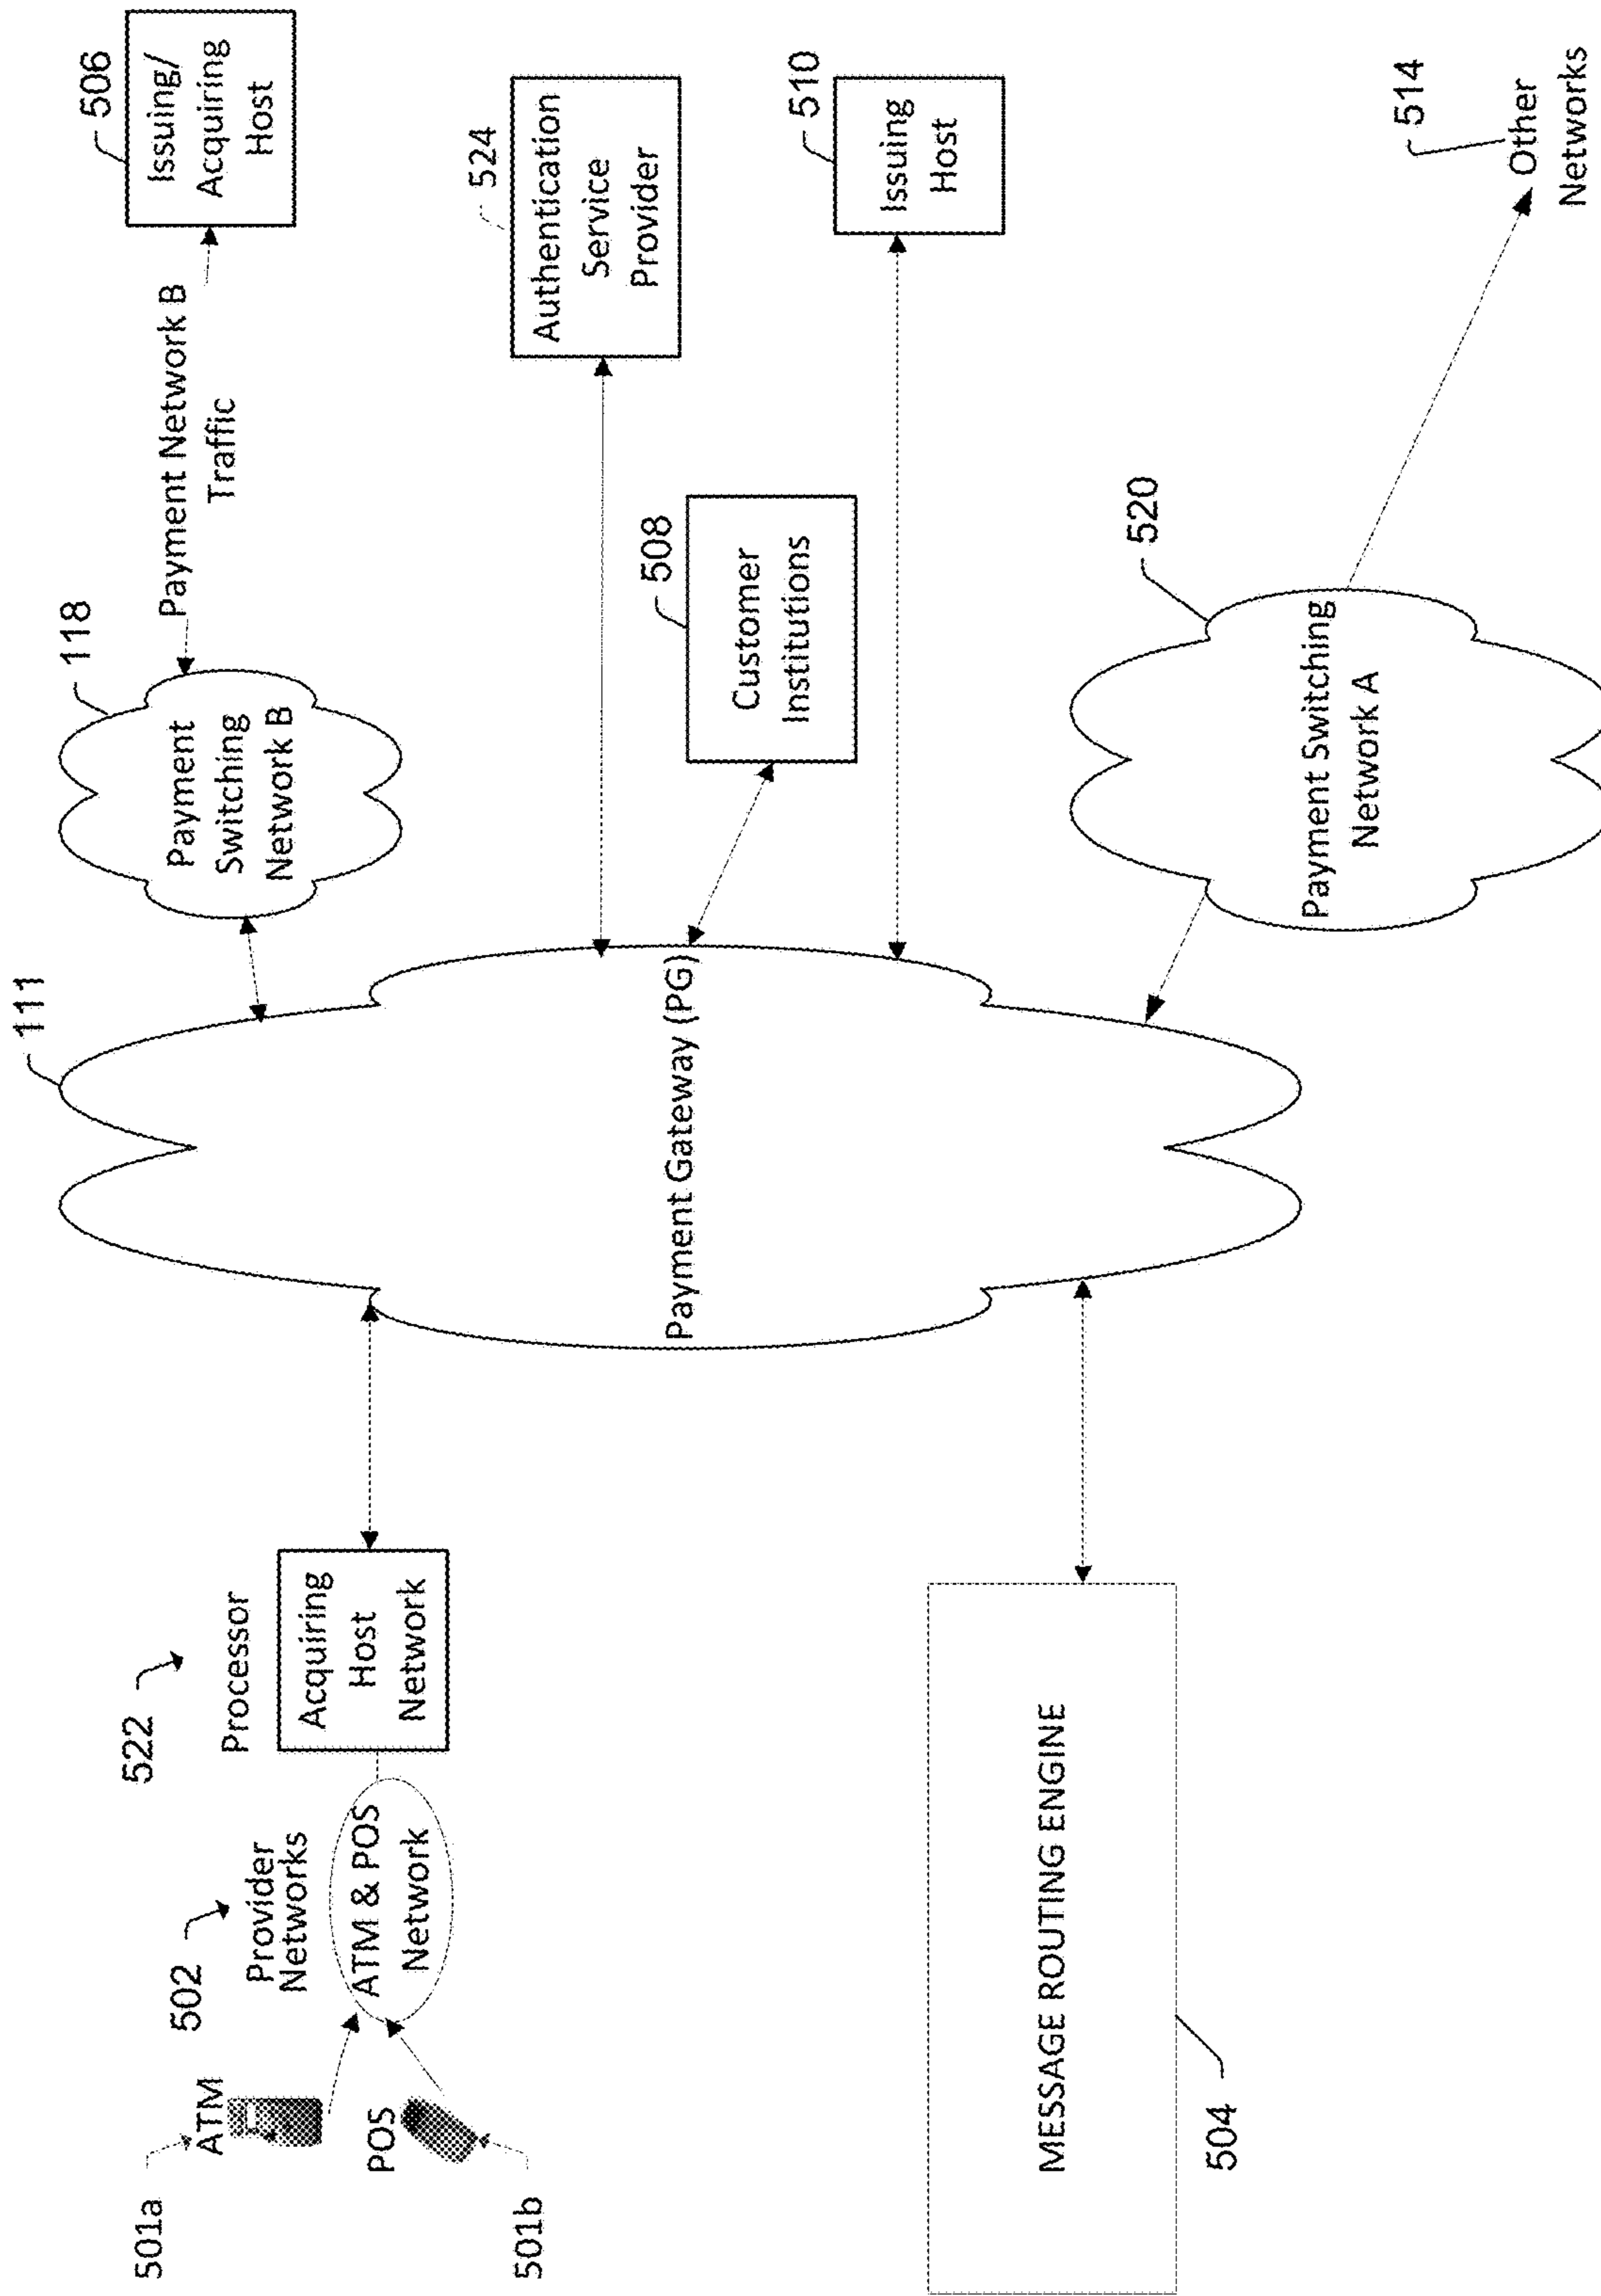 501a
ATM
POS
501b
502
Provider
Networks
ATM & POS
Network
522
Processor
Acquiring
Host
Network
MESSAGE ROUTING ENGINE
504
111
Payment Gateway (PG)
118
Payment
Switching
Network B
Payment Network B
Traffic
506
Issuing/
Acquiring
Host
524
Authentication
Service
Provider
508
Customer
Institutions
510
Issuing
Host
520
Payment Switching
Network A
514
Other
Networks